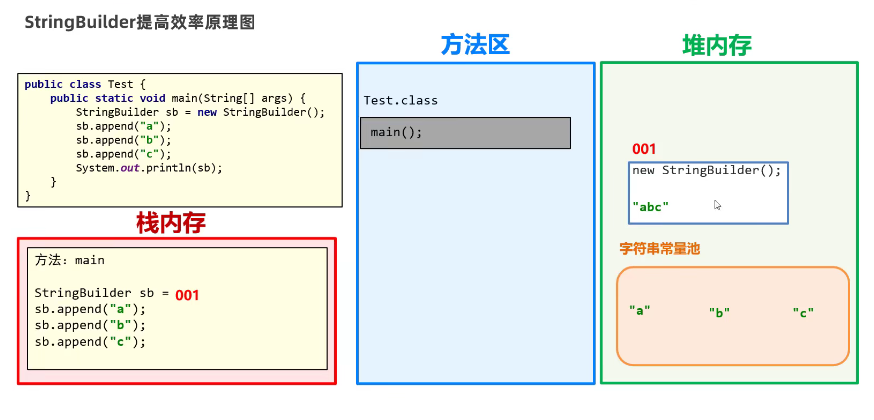 StringBuilder提高效率原理图
public class Test {
public static void main(String[] args) {
StringBuilder sb = new StringBuilder();
sb.append("a");
sb.append("b");
sb.append("c");
System.out.println(sb);
}
}
栈内存
方法: main
StringBuilder sb = 001
sb.append("a");
sb.append("b");
sb.append("c");
方法区
Test.class
main();
堆内存
001
new StringBuilder();
"abc"
字符串常量池
"a" "b" "c"